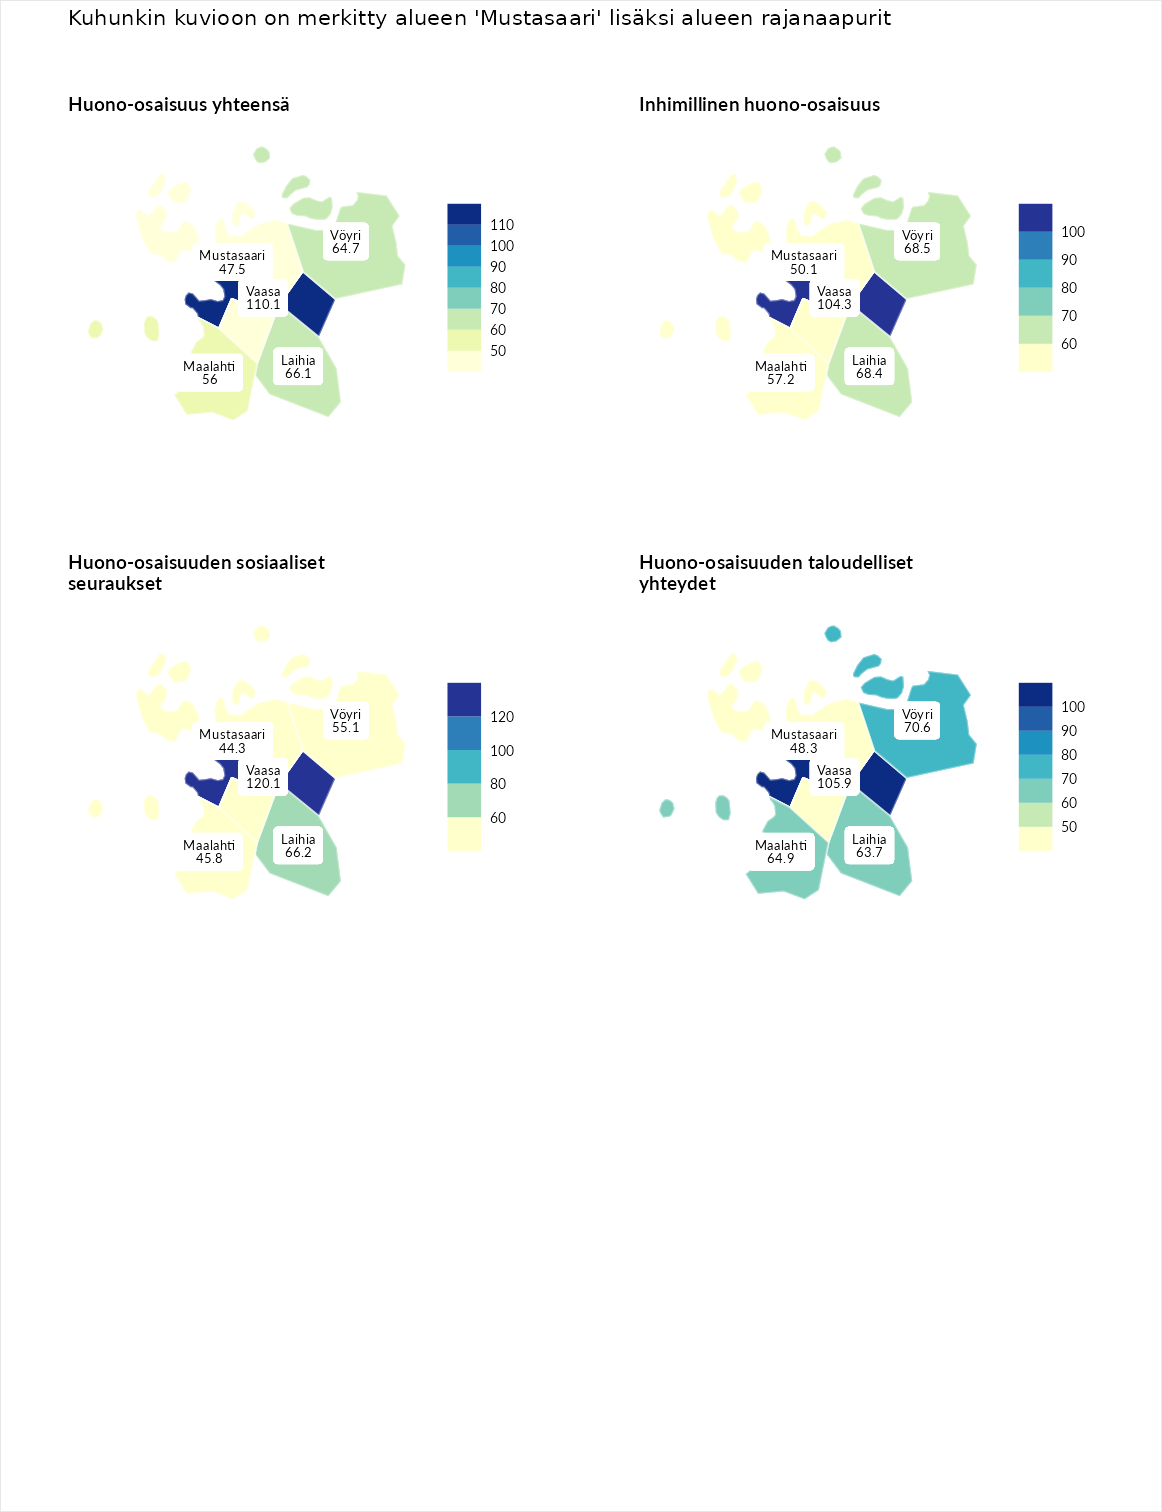 Kuhunkin kuvioon on merkitty alueen 'Mustasaari' lisäksi alueen rajanaapurit
Huono-osaisuus yhteensä
Vöyri
64.7
Mustasaari
47.5
Vaasa
110.1
Laihia
66.1
Maalahti
56
110
100
90
80
70
60
50
Inhimillinen huono-osaisuus
Vöyri
68.5
Mustasaari
50.1
Vaasa
104.3
Laihia
68.4
Maalahti
57.2
100
90
80
70
60
Huono-osaisuuden sosiaaliset
seuraukset
Vöyri
55.1
Mustasaari
44.3
Vaasa
120.1
Laihia
66.2
Maalahti
45.8
120
100
80
60
Huono-osaisuuden taloudelliset
yhteydet
Vöyri
70.6
Mustasaari
48.3
Vaasa
105.9
Laihia
63.7
Maalahti
64.9
100
90
80
70
60
50